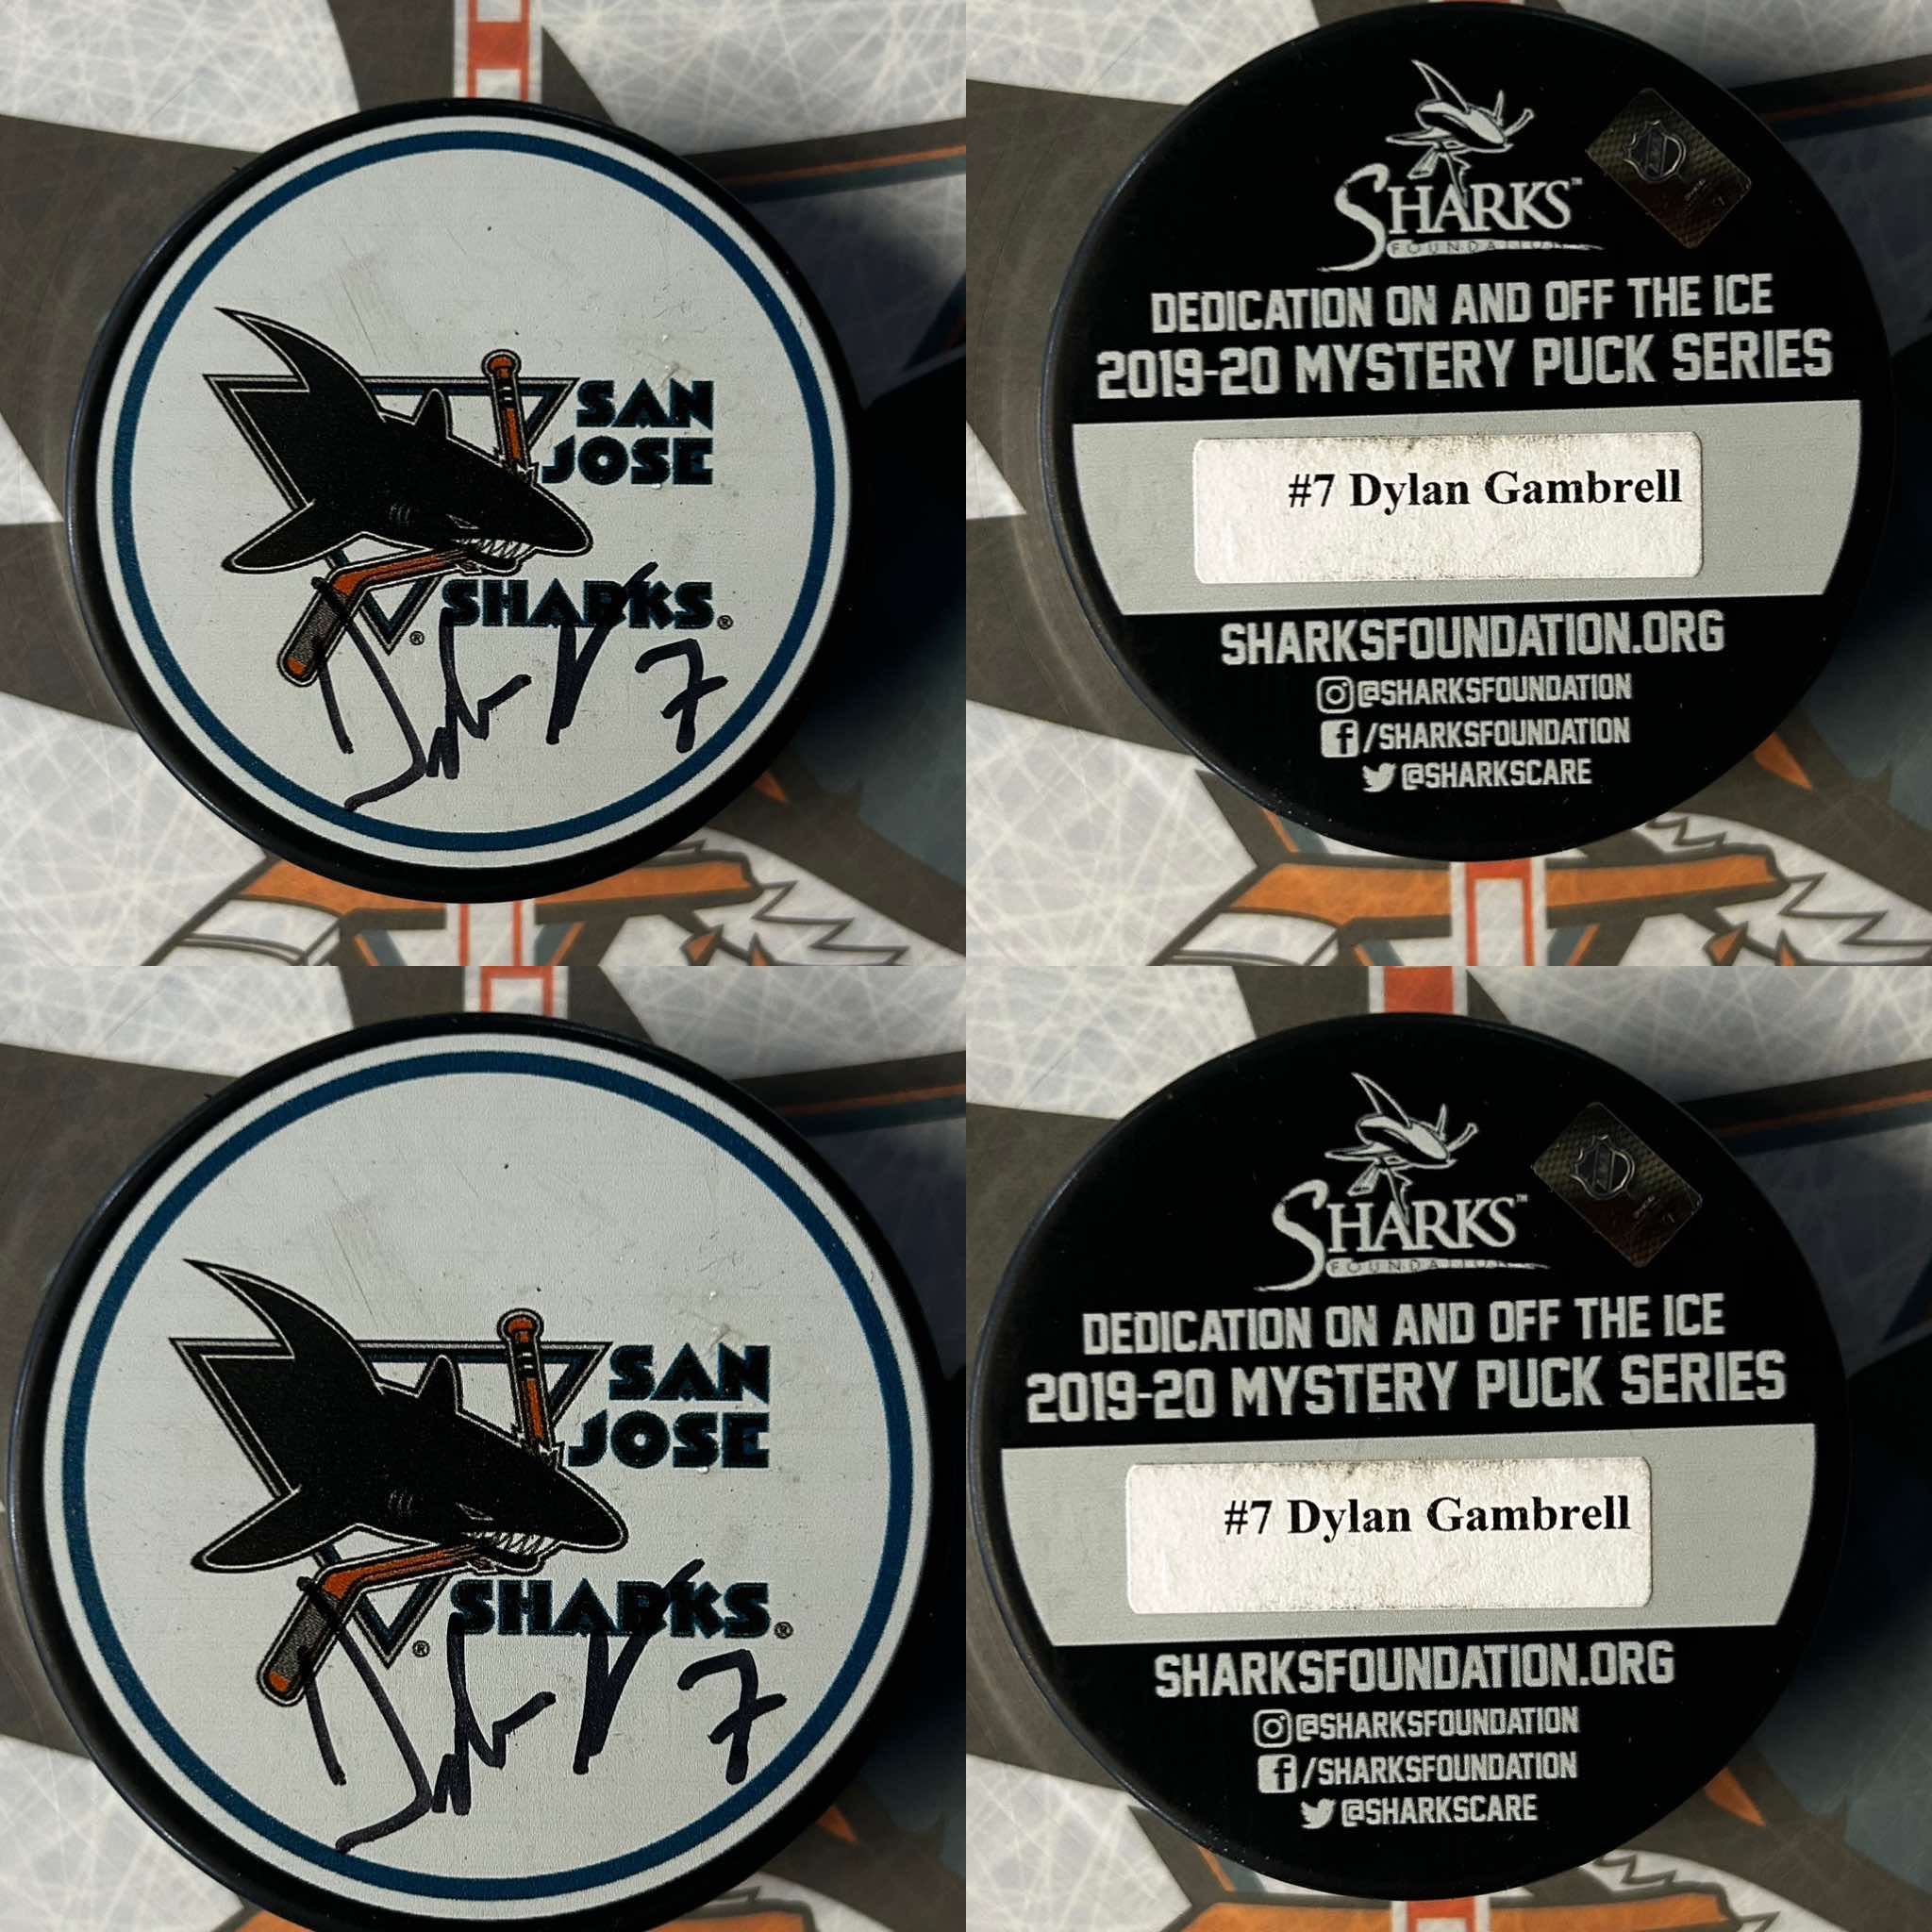 SAN
JOSE
SHARKS®
®
7
SHARKS™
FOUNDATION
DEDICATION ON AND OFF THE ICE
2019-20 MYSTERY PUCK SERIES
#7 Dylan Gambrell
SHARKSFOUNDATION.ORG
@SHARKSFOUNDATION
/SHARKSFOUNDATION
@SHARKSCARE
SAN
JOSE
SHARKS®
®
7
SHARKS™
FOUNDATION
DEDICATION ON AND OFF THE ICE
2019-20 MYSTERY PUCK SERIES
#7 Dylan Gambrell
SHARKSFOUNDATION.ORG
@SHARKSFOUNDATION
/SHARKSFOUNDATION
@SHARKSCARE